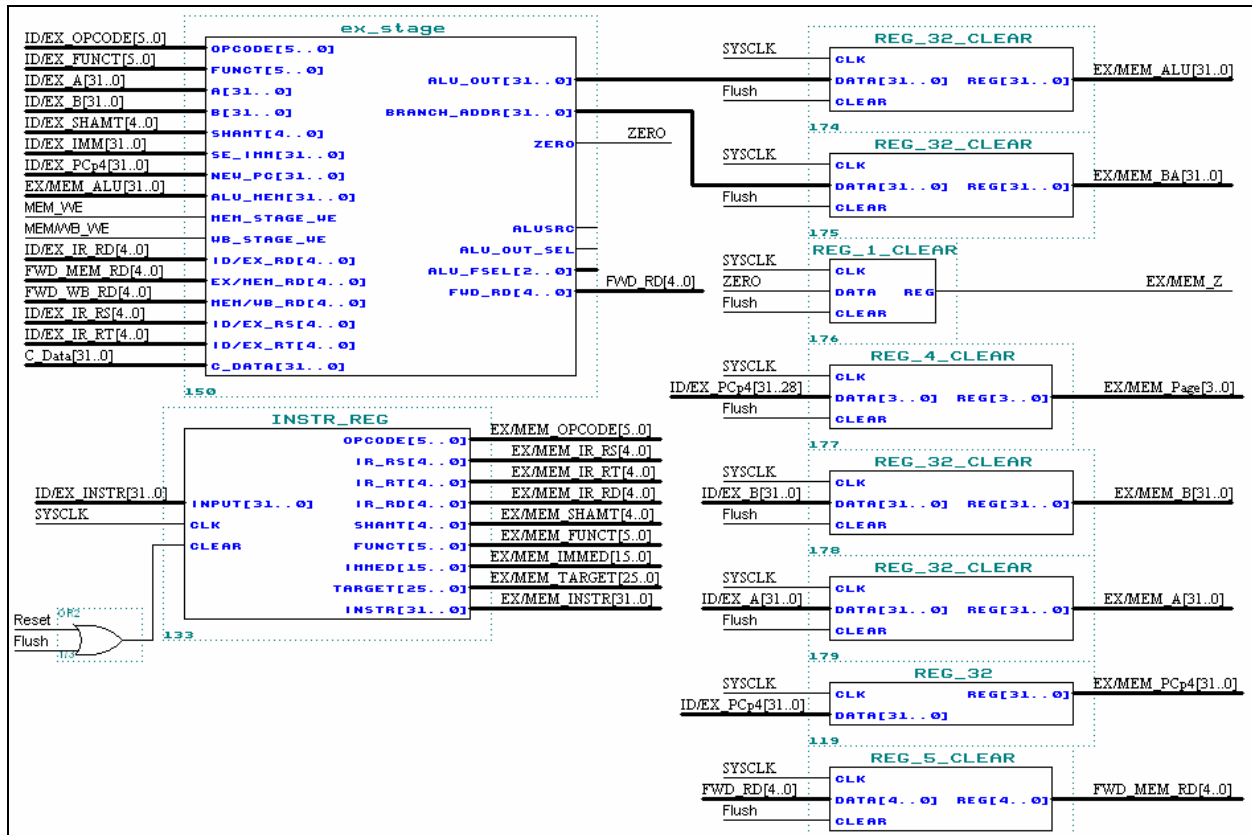 ex_stage
ID/EX_OPCODE[5..0]
ID/EX_FUNCT[5..0]
ID/EX_A[31..0]
ID/EX_B[31..0]
ID/EX_SHAMT[4..0]
ID/EX_IMM[31..0]
ID/EX_PCp4[31..0]
EX/MEM_ALU[31..0]
MEM_WE
MEM/WB_WE
ID/EX_IR_RD[4..0]
FWD_MEM_RD[4..0]
FWD_WB_RD[4..0]
ID/EX_IR_RS[4..0]
ID/EX_IR_RT[4..0]
C_Data[31..0]
OPCODE[5..0]
FUNCT[5..0]
A[31..0]
B[31..0]
SHAMT[4..0]
SE_IMM[31..0]
NEW_PC[31..0]
ALU_MEM[31..0]
MEM_STAGE_WE
WB_STAGE_WE
ID/EX_RD[4..0]
EX/MEM_RD[4..0]
MEM/WB_RD[4..0]
ID/EX_RS[4..0]
ID/EX_RT[4..0]
C_DATA[31..0]
ALU_OUT[31..0]
BRANCH_ADDR[31..0]
ZERO
ZERO
ALUSRC
ALU_OUT_SEL
ALU_FSEL[2..0]
FWD_RD[4..0]
FWD_RD[4..0]
150
INSTR_REG
ID/EX_INSTR[31..0]
SYSCLK
INPUT[31..0]
CLK
CLEAR
OPCODE[5..0]
IR_RS[4..0]
IR_RT[4..0]
IR_RD[4..0]
SHAMT[4..0]
FUNCT[5..0]
IMMED[15..0]
TARGET[25..0]
INSTR[31..0]
EX/MEM_OPCODE[5..0]
EX/MEM_IR_RS[4..0]
EX/MEM_IR_RT[4..0]
EX/MEM_IR_RD[4..0]
EX/MEM_SHAMT[4..0]
EX/MEM_FUNCT[5..0]
EX/MEM_IMMED[15..0]
EX/MEM_TARGET[25..0]
EX/MEM_INSTR[31..0]
133
Reset
Flush
OR2
173
REG_32_CLEAR
SYSCLK
Flush
CLK
DATA[31..0] REG[31..0]
CLEAR
EX/MEM_ALU[31..0]
174
REG_32_CLEAR
SYSCLK
Flush
CLK
DATA[31..0] REG[31..0]
CLEAR
EX/MEM_BA[31..0]
175
REG_1_CLEAR
SYSCLK
ZERO
Flush
CLK
DATA REG
CLEAR
EX/MEM_Z
176
REG_4_CLEAR
SYSCLK
ID/EX_PCp4[31..28]
Flush
CLK
DATA[3..0] REG[3..0]
CLEAR
EX/MEM_Page[3..0]
177
REG_32_CLEAR
SYSCLK
ID/EX_B[31..0]
Flush
CLK
DATA[31..0] REG[31..0]
CLEAR
EX/MEM_B[31..0]
178
REG_32_CLEAR
SYSCLK
ID/EX_A[31..0]
Flush
CLK
DATA[31..0] REG[31..0]
CLEAR
EX/MEM_A[31..0]
179
REG_32
SYSCLK
ID/EX_PCp4[31..0]
CLK REG[31..0]
DATA[31..0]
EX/MEM_PCp4[31..0]
119
REG_5_CLEAR
SYSCLK
FWD_RD[4..0]
Flush
CLK
DATA[4..0] REG[4..0]
CLEAR
FWD_MEM_RD[4..0]